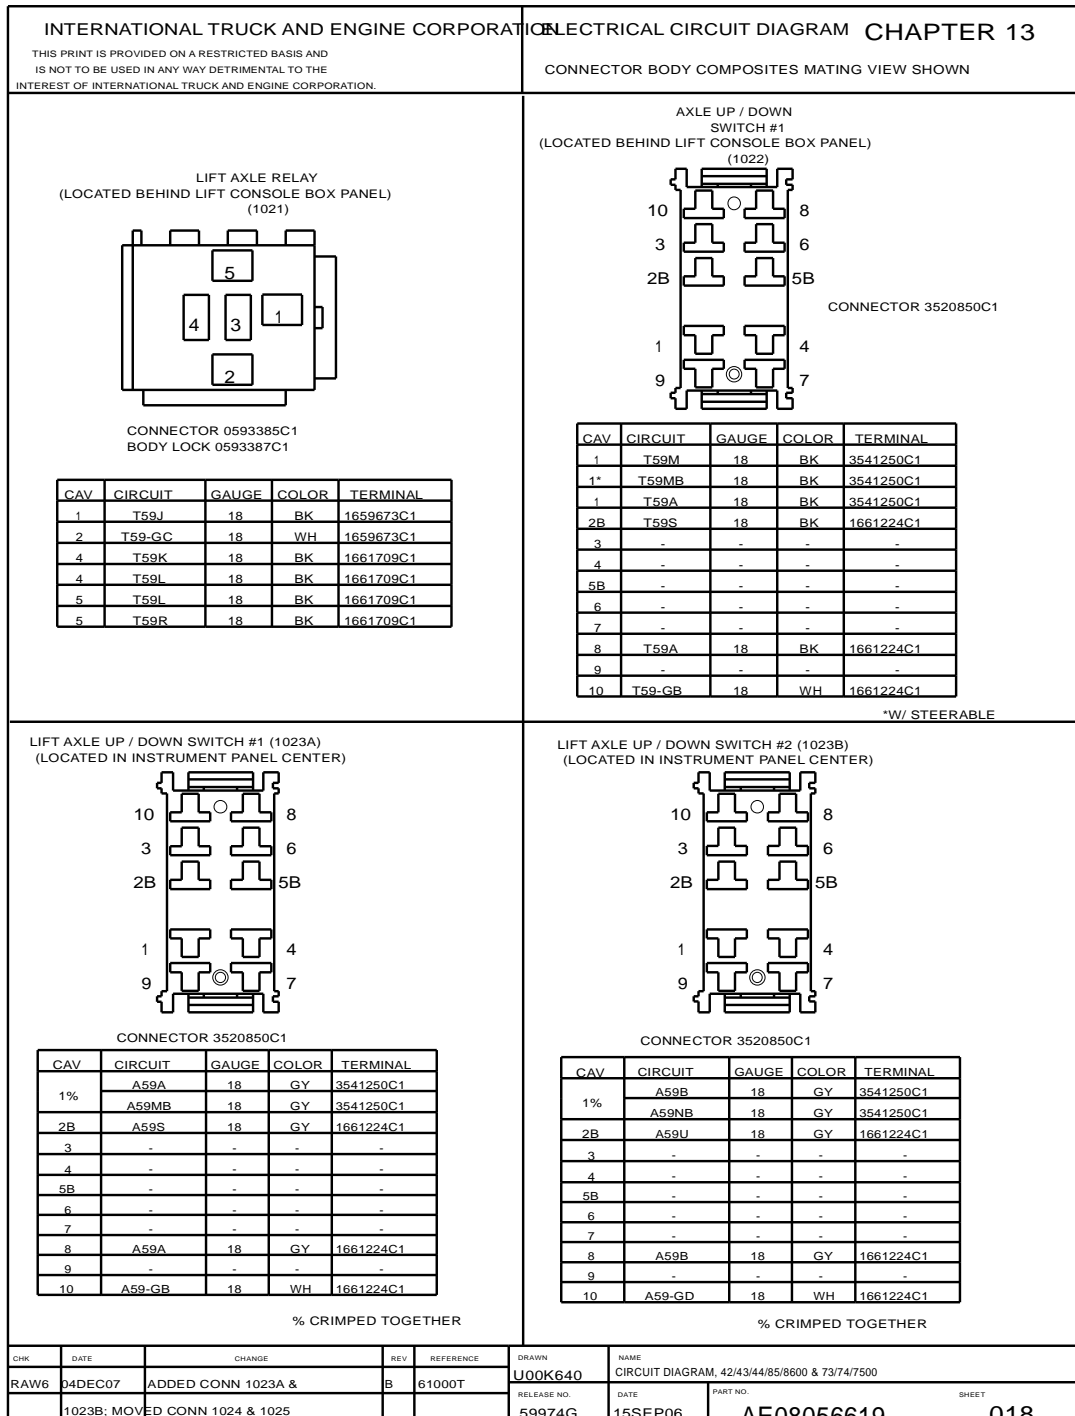 INTERNATIONAL TRUCK AND ENGINE CORPORATION
THIS PRINT IS PROVIDED ON A RESTRICTED BASIS AND
IS NOT TO BE USED IN ANY WAY DETRIMENTAL TO THE
INTEREST OF INTERNATIONAL TRUCK AND ENGINE CORPORATION.
ELECTRICAL CIRCUIT DIAGRAM CHAPTER 13
CONNECTOR BODY COMPOSITES MATING VIEW SHOWN
LIFT AXLE RELAY
(LOCATED BEHIND LIFT CONSOLE BOX PANEL)
(1021)
5
4 3 1
2
CONNECTOR 0593385C1
BODY LOCK 0593387C1
CAV CIRCUIT GAUGE COLOR TERMINAL
1 T59J 18 BK 1659673C1
2 T59-GC 18 WH 1659673C1
4 T59K 18 BK 1661709C1
4 T59L 18 BK 1661709C1
5 T59L 18 BK 1661709C1
5 T59R 18 BK 1661709C1
AXLE UP / DOWN
SWITCH #1
(LOCATED BEHIND LIFT CONSOLE BOX PANEL)
(1022)
10 8
3 6
2B 5B
CONNECTOR 3520850C1
1 4
9 7
CAV CIRCUIT GAUGE COLOR TERMINAL
1 T59M 18 BK 3541250C1
1* T59MB 18 BK 3541250C1
1 T59A 18 BK 3541250C1
2B T59S 18 BK 1661224C1
3 - - - -
4 - - - -
5B - - - -
6 - - - -
7 - - - -
8 T59A 18 BK 1661224C1
9 - - - -
10 T59-GB 18 WH 1661224C1
*W/ STEERABLE
LIFT AXLE UP / DOWN SWITCH #1 (1023A)
(LOCATED IN INSTRUMENT PANEL CENTER)
10 8
3 6
2B 5B
1 4
9 7
CONNECTOR 3520850C1
CAV CIRCUIT GAUGE COLOR TERMINAL
1% A59A 18 GY 3541250C1
A59MB 18 GY 3541250C1
2B A59S 18 GY 1661224C1
3 - - - -
4 - - - -
5B - - - -
6 - - - -
7 - - - -
8 A59A 18 GY 1661224C1
9 - - - -
10 A59-GB 18 WH 1661224C1
% CRIMPED TOGETHER
LIFT AXLE UP / DOWN SWITCH #2 (1023B)
(LOCATED IN INSTRUMENT PANEL CENTER)
10 8
3 6
2B 5B
1 4
9 7
CONNECTOR 3520850C1
CAV CIRCUIT GAUGE COLOR TERMINAL
1% A59B 18 GY 3541250C1
A59NB 18 GY 3541250C1
2B A59U 18 GY 1661224C1
3 - - - -
4 - - - -
5B - - - -
6 - - - -
7 - - - -
8 A59B 18 GY 1661224C1
9 - - - -
10 A59-GD 18 WH 1661224C1
% CRIMPED TOGETHER
CHK DATE CHANGE REV REFERENCE
RAW6 04DEC07 ADDED CONN 1023A & B 61000T
1023B; MOVED CONN 1024 & 1025
DRAWN NAME
U00K640 CIRCUIT DIAGRAM, 42/43/44/85/8600 & 73/74/7500
RELEASE NO. DATE PART NO. SHEET
59974G 15SEP06 AE08056619 018